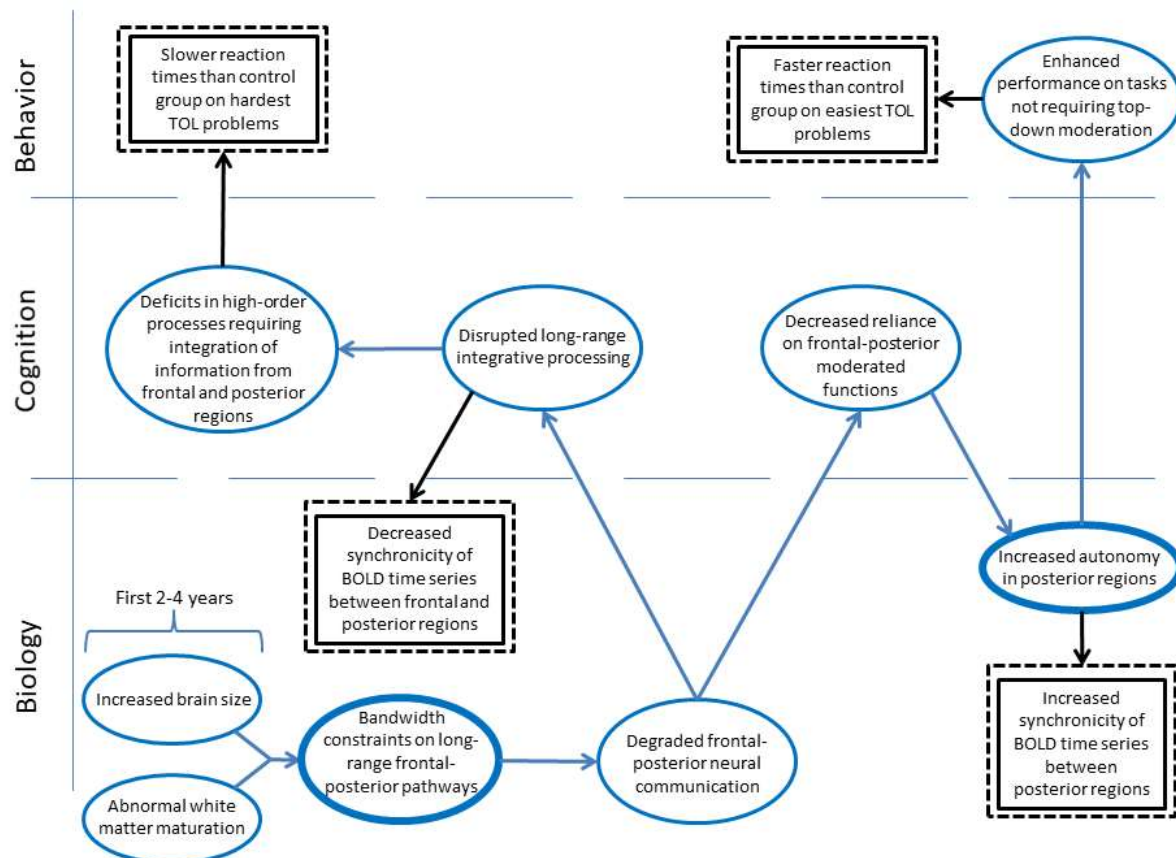 Behavior
Slower reaction
times than control
group on hardest
TOL problems
Faster reaction
times than control
group on easiest TOL
problems
Enhanced
performance on tasks
not requiring top-
down moderation
Cognition
Deficits in high-order
processes requiring
integration of
information from
frontal and posterior
regions
Disrupted long-range
integrative processing
Decreased reliance
on frontal-posterior
moderated
functions
Biology
Decreased
synchronicity of
BOLD time series
between frontal and
posterior regions
Increased autonomy
in posterior regions
First 2-4 years
Increased brain size
Abnormal white
matter maturation
Bandwidth
constraints on long-
range frontal-
posterior pathways
Degraded frontal-
posterior neural
communication
Increased
synchronicity of
BOLD time series
between
posterior regions